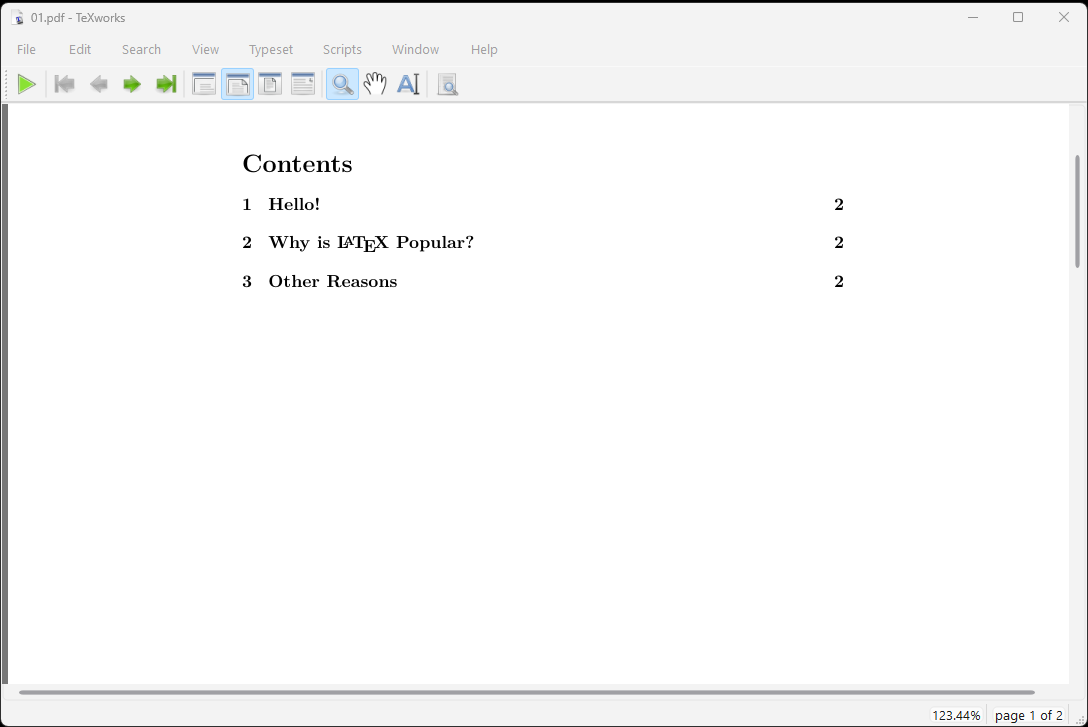 01.pdf - TeXworks
File Edit Search View Typeset Scripts Window Help
Contents
1 Hello! 2
2 Why is LATEX Popular? 2
3 Other Reasons 2
123.44% page 1 of 2